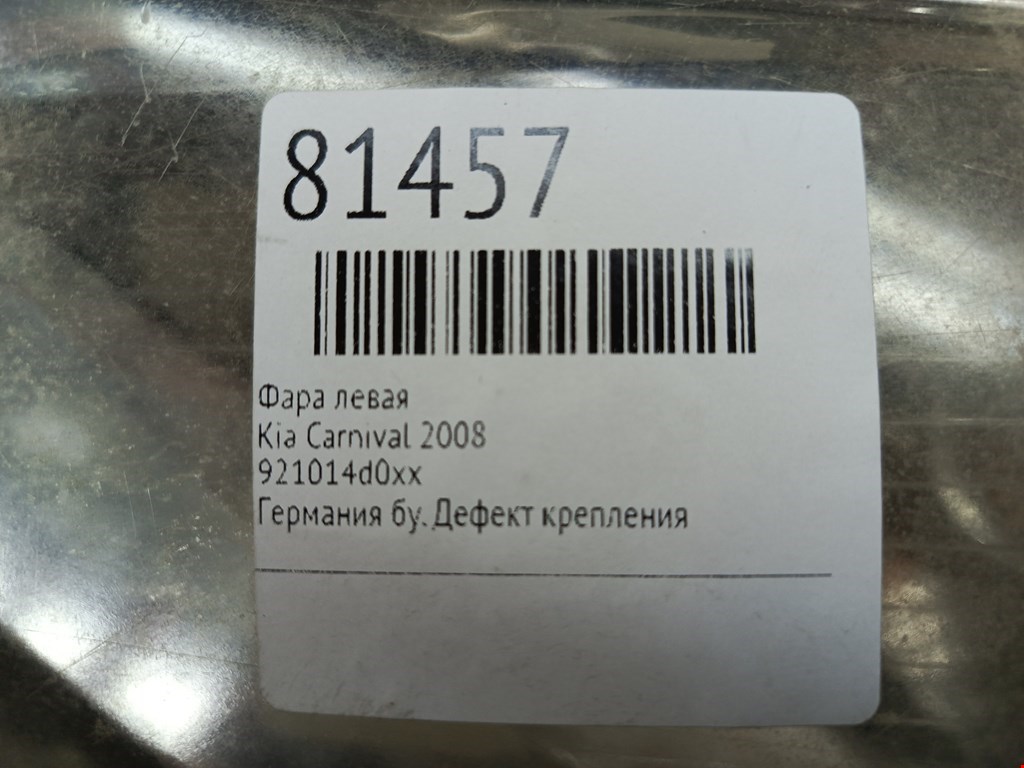 81457
Фара левая
Kia Carnival 2008
921014d0xx
Германия бу. Дефект крепления